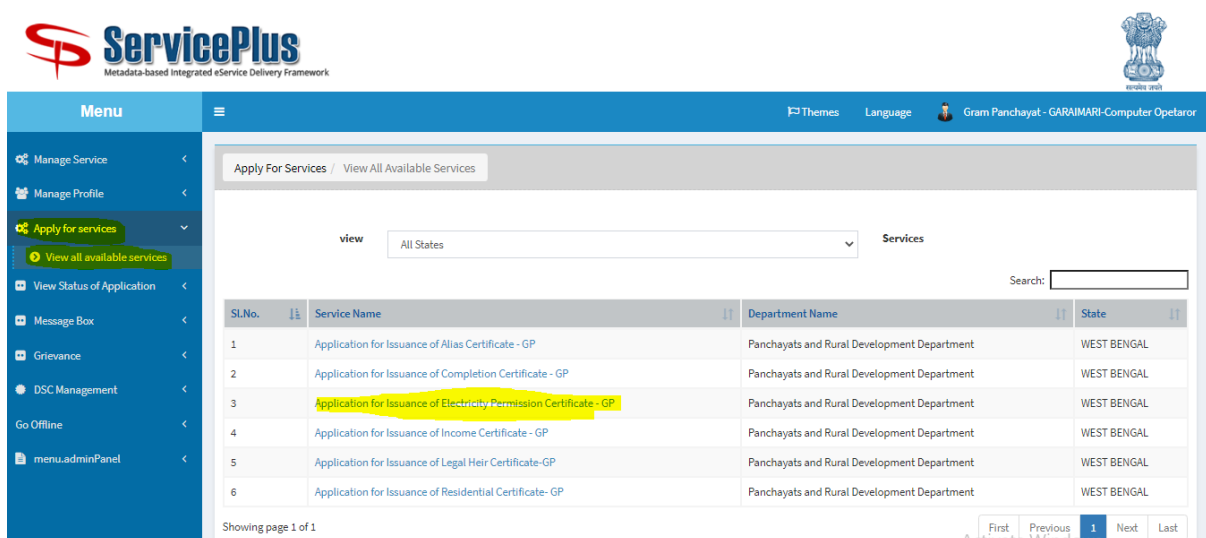 ServicePlus
Metadata-based Integrated eService Delivery Framework
सत्यमेव जयते
Menu
Themes Language Gram Panchayat - GARAIMARI-Computer Opetaror
Manage Service
Manage Profile
Apply for services
View all available services
View Status of Application
Message Box
Grievance
DSC Management
Go Offline
menu.adminPanel
Apply For Services / View All Available Services
view All States Services
Search:
Sl.No. Service Name Department Name State
1 Application for Issuance of Alias Certificate - GP Panchayats and Rural Development Department WEST BENGAL
2 Application for Issuance of Completion Certificate - GP Panchayats and Rural Development Department WEST BENGAL
3 Application for Issuance of Electricity Permission Certificate - GP Panchayats and Rural Development Department WEST BENGAL
4 Application for Issuance of Income Certificate - GP Panchayats and Rural Development Department WEST BENGAL
5 Application for Issuance of Legal Heir Certificate-GP Panchayats and Rural Development Department WEST BENGAL
6 Application for Issuance of Residential Certificate- GP Panchayats and Rural Development Department WEST BENGAL
Showing page 1 of 1
First Previous 1 Next Last